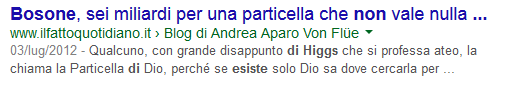 Bosone, sei miliardi per una particella che non vale nulla ...
www.ilfattoquotidiano.it › Blog di Andrea Aparo Von Flüe
03/lug/2012 - Qualcuno, con grande disappunto di Higgs che si professa ateo, la
chiama la Particella di Dio, perché se esiste solo Dio sa dove cercarla per ...